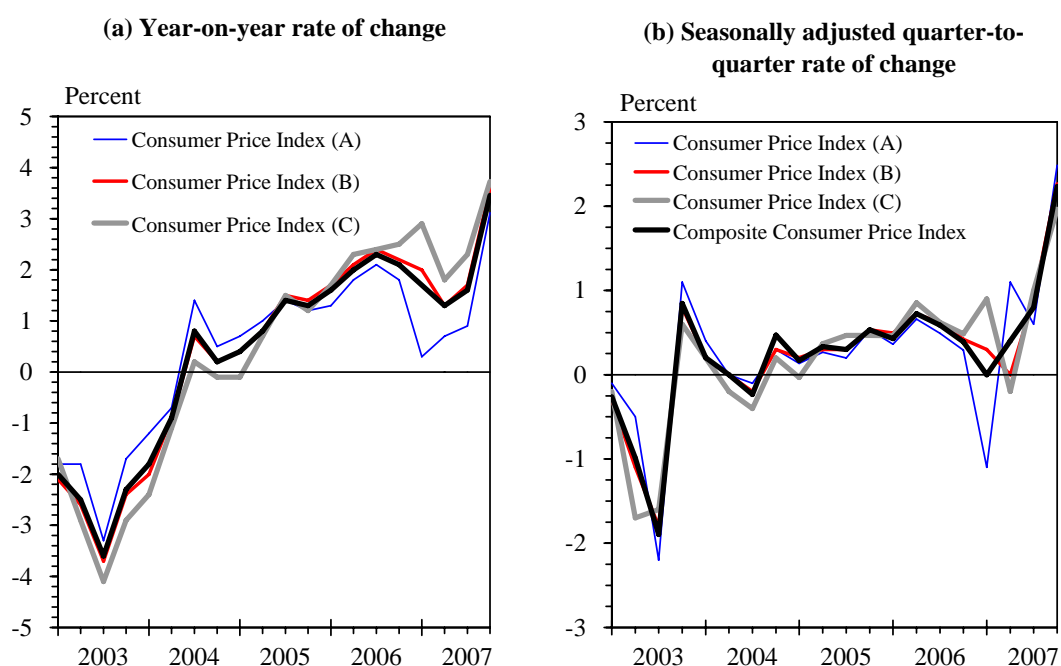 (a) Year-on-year rate of change
Percent
5
4
3
2
1
0
-1
-2
-3
-4
-5
Consumer Price Index (A)
Consumer Price Index (B)
Consumer Price Index (C)
2003 2004 2005 2006 2007
(b) Seasonally adjusted quarter-to-
quarter rate of change
Percent
3
2
1
0
-1
-2
-3
Consumer Price Index (A)
Consumer Price Index (B)
Consumer Price Index (C)
Composite Consumer Price Index
2003 2004 2005 2006 2007